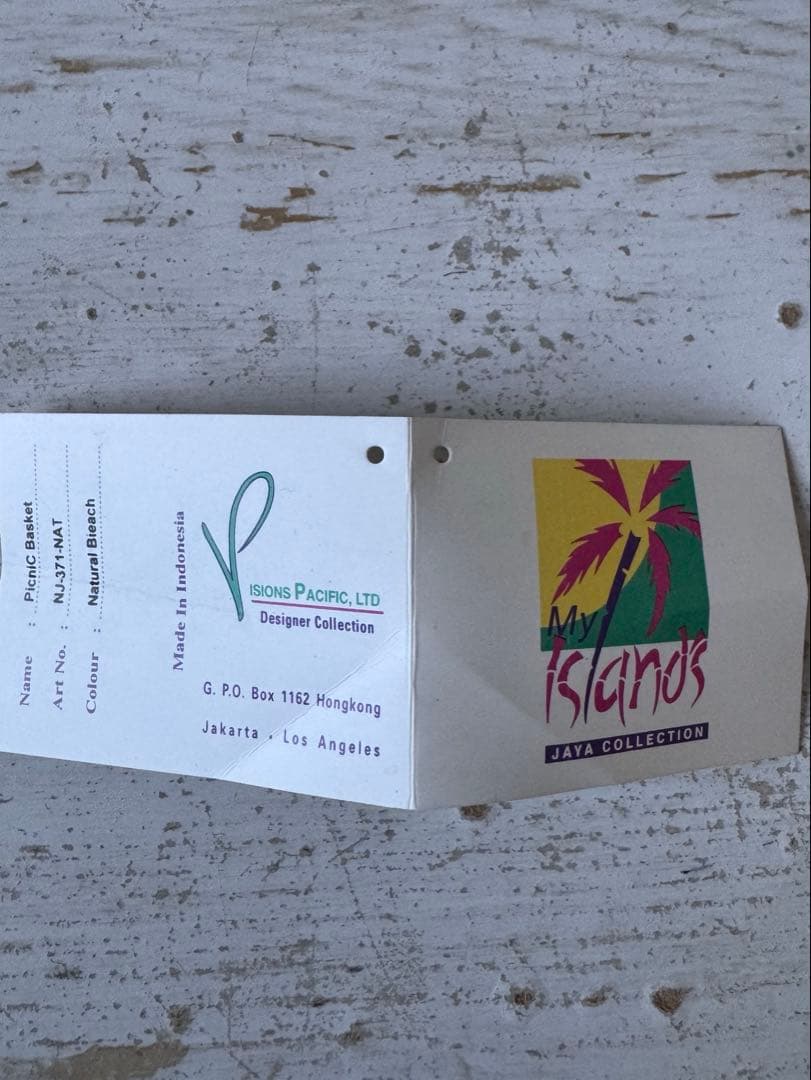 Name : PicnIC Basket
Art No. : NJ-371-NAT
Colour : Natural Bleach
Made In Indonesia
VISIONS PACIFIC, LTD
Designer Collection
G. P.O. Box 1162 Hongkong
Jakarta . Los Angeles
My
Islands
JAYA COLLECTION